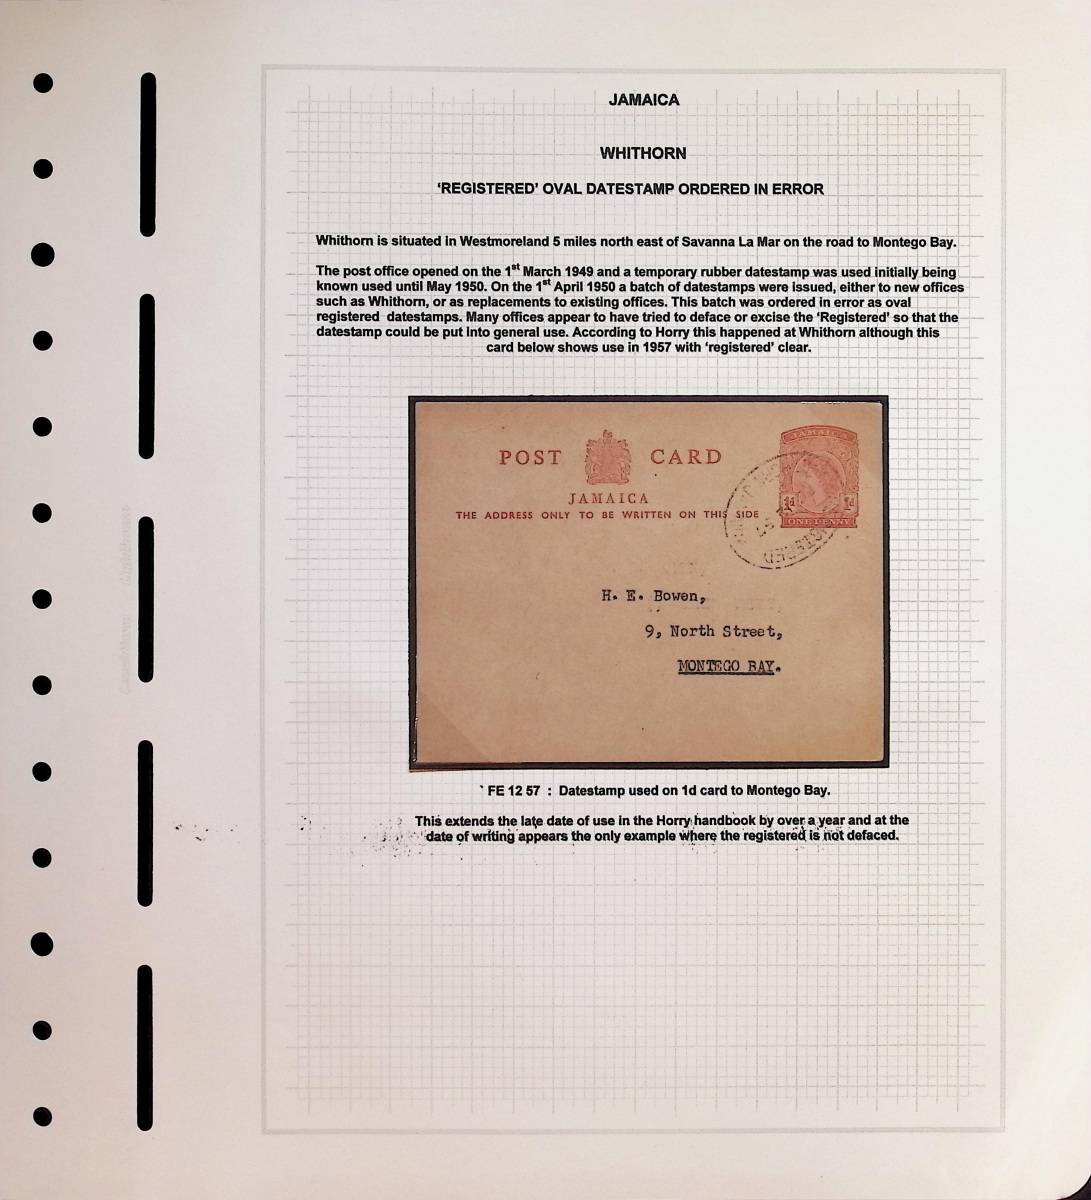 JAMAICA
WHITHORN
‘REGISTERED’ OVAL DATESTAMP ORDERED IN ERROR
Whithorn is situated in Westmoreland 5 miles north east of Savanna La Mar on the road to Montego Bay.
The post office opened on the 1st March 1949 and a temporary rubber datestamp was used initially being
known used until May 1950. On the 1st April 1950 a batch of datestamps were issued, either to new offices
such as Whithorn, or as replacements to existing offices. This batch was ordered in error as oval
registered datestamps. Many offices appear to have tried to deface or excise the ‘Registered’ so that the
datestamp could be put into general use. According to Horry this happened at Whithorn although this
card below shows use in 1957 with ‘registered’ clear.
JAMAICA
POST CARD
JAMAICA
THE ADDRESS ONLY TO BE WRITTEN ON THIS SIDE
ONE PENNY
H. E. Bowen,
9, North Street,
MONTEGO BAY.
FE 12 57 : Datestamp used on 1d card to Montego Bay.
This extends the late date of use in the Horry handbook by over a year and at the
date of writing appears the only example where the registered is not defaced.